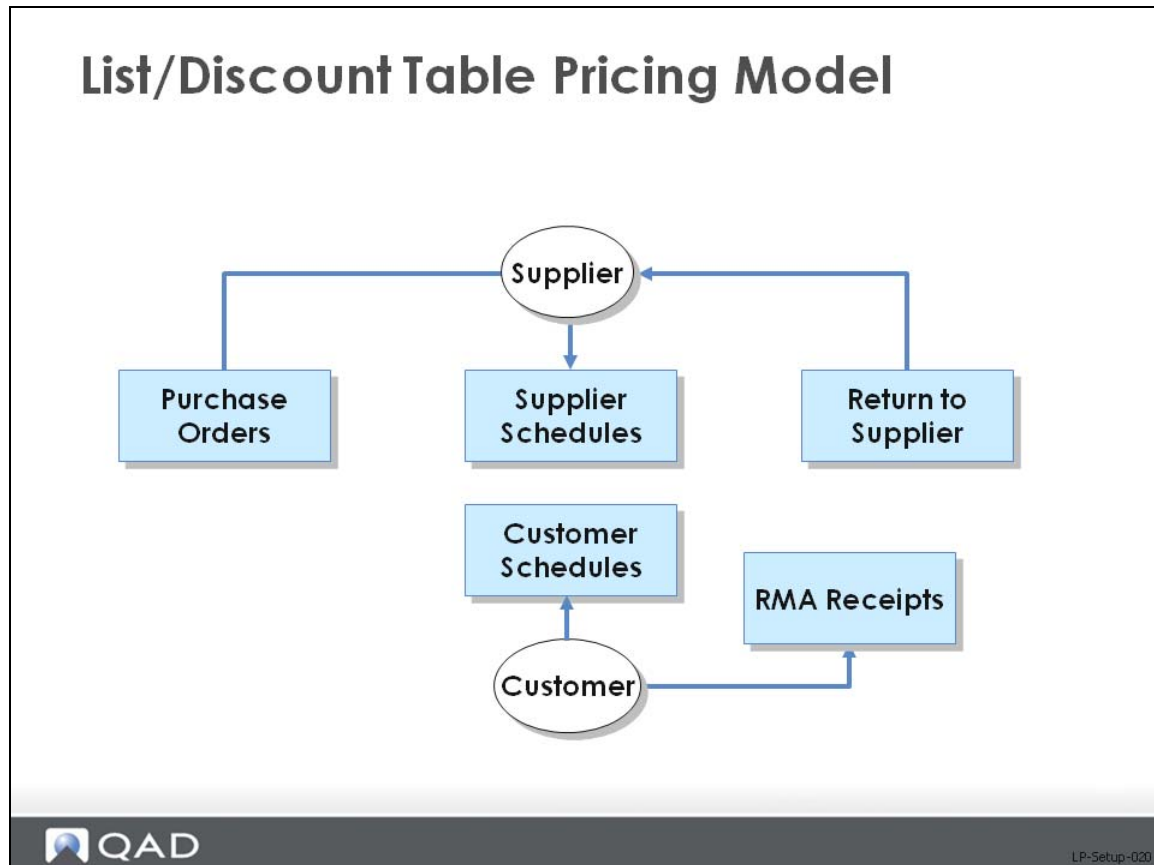 List/Discount Table Pricing Model
Supplier
Purchase
Orders
Supplier
Schedules
Return to
Supplier
Customer
Schedules
RMA Receipts
Customer
QAD
LP-Setup-020